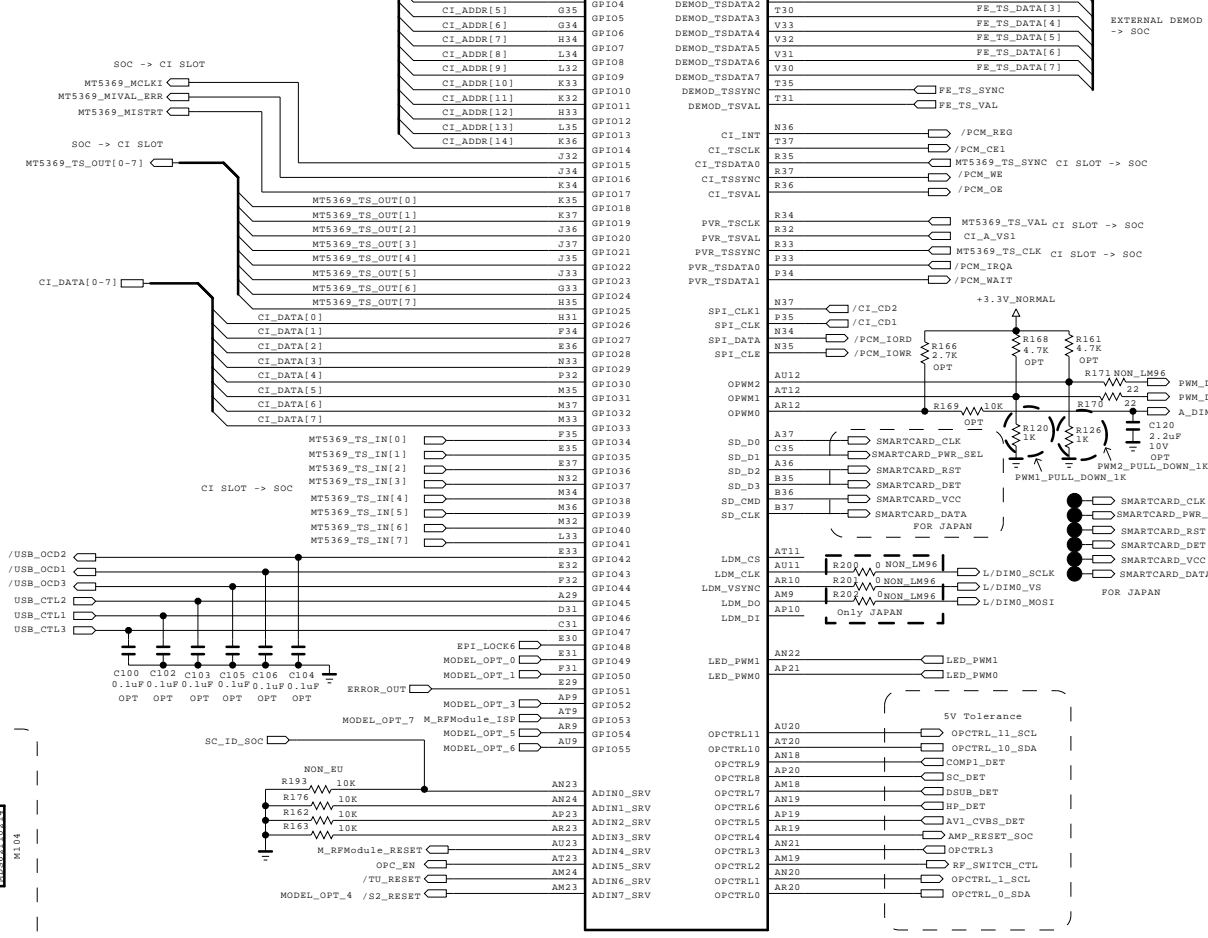 CI_ADDR[5] G35 GPIO4 DEMOD_TSDATA2 T30 FE_TS_DATA[3]
CI_ADDR[6] G34 GPIO5 DEMOD_TSDATA3 V33 FE_TS_DATA[4] EXTERNAL DEMOD
CI_ADDR[7] H34 GPIO6 DEMOD_TSDATA4 V32 FE_TS_DATA[5] -> SOC
CI_ADDR[8] L34 GPIO7 DEMOD_TSDATA5 V31 FE_TS_DATA[6]
SOC -> CI SLOT CI_ADDR[9] L32 GPIO8 DEMOD_TSDATA6 V30 FE_TS_DATA[7]
MT5369_MCLKI CI_ADDR[10] K33 GPIO9 DEMOD_TSDATA7 T35 FE_TS_SYNC
MT5369_MIVAL_ERR CI_ADDR[11] K32 GPIO10 DEMOD_TSSYNC T31 FE_TS_VAL
MT5369_MISTRT CI_ADDR[12] H33 GPIO11 DEMOD_TSVAL
CI_ADDR[13] L35 GPIO12 N36 /PCM_REG
SOC -> CI SLOT CI_ADDR[14] K36 GPIO13 CI_INT T37 /PCM_CE1
MT5369_TS_OUT[0-7] J32 GPIO14 CI_TSCLK R35 MT5369_TS_SYNC CI SLOT -> SOC
J34 GPIO15 CI_TSDATA0 R37 /PCM_WE
K34 GPIO16 CI_TSSYNC R36 /PCM_OE
MT5369_TS_OUT[0] K35 GPIO17 CI_TSVAL
MT5369_TS_OUT[1] K37 GPIO18 R34 MT5369_TS_VAL CI SLOT -> SOC
MT5369_TS_OUT[2] J36 GPIO19 PVR_TSCLK R32 CI_A_VS1
MT5369_TS_OUT[3] J37 GPIO20 PVR_TSVAL R33 MT5369_TS_CLK CI SLOT -> SOC
MT5369_TS_OUT[4] J35 GPIO21 PVR_TSSYNC P33 /PCM_IRQA
MT5369_TS_OUT[5] J33 GPIO22 PVR_TSDATA0 P34 /PCM_WAIT
CI_DATA[0-7] MT5369_TS_OUT[6] G33 GPIO23 PVR_TSDATA1
MT5369_TS_OUT[7] H35 GPIO24 N37 /CI_CD2 +3.3V_NORMAL
CI_DATA[0] H31 GPIO25 SPI_CLK1 P35 /CI_CD1
CI_DATA[1] F34 GPIO26 SPI_CLK N34 /PCM_IORD R166 2.7K R168 4.7K OPT R161 4.7K OPT
CI_DATA[2] E36 GPIO27 SPI_DATA N35 /PCM_IOWR
CI_DATA[3] N33 GPIO28 SPI_CLE
CI_DATA[4] P32 GPIO29 AU12 R171 NON_LM96 22
CI_DATA[5] M35 GPIO30 OPWM2 AT12 R170 22
CI_DATA[6] M37 GPIO31 OPWM1 AR12 R169 10K OPT
CI_DATA[7] M33 GPIO32 OPWM0 R120 1K R126 1K C120 2.2uF 10V OPT
GPIO33
MT5369_TS_IN[0] F35 GPIO34 SD_D0 A37 SMARTCARD_CLK
MT5369_TS_IN[1] E35 GPIO35 SD_D1 C35 SMARTCARD_PWR_SEL
MT5369_TS_IN[2] E37 GPIO36 SD_D2 A36 SMARTCARD_RST PWM2_PULL_DOWN_1K
MT5369_TS_IN[3] N32 GPIO37 SD_D3 B35 SMARTCARD_DET PWM1_PULL_DOWN_1K
CI SLOT -> SOC MT5369_TS_IN[4] M34 GPIO38 SD_CMD B36 SMARTCARD_VCC
MT5369_TS_IN[5] M36 GPIO39 SD_CLK B37 SMARTCARD_DATA SMARTCARD_CLK
MT5369_TS_IN[6] M32 GPIO40 FOR JAPAN SMARTCARD_PWR_
MT5369_TS_IN[7] L33 GPIO41 SMARTCARD_RST
/USB_OCD2 E33 GPIO42 LDM_CS AT11 SMARTCARD_DET
/USB_OCD1 E32 GPIO43 LDM_CLK AU11 R200 0 NON_LM96 L/DIM0_SCLK SMARTCARD_VCC
/USB_OCD3 F32 GPIO44 LDM_VSYNC AR10 R201 0 NON_LM96 L/DIM0_VS SMARTCARD_DATA
USB_CTL2 A29 GPIO45 LDM_DO AM9 R202 0 NON_LM96 L/DIM0_MOSI FOR JAPAN
USB_CTL1 D31 GPIO46 LDM_DI AP10 Only JAPAN
USB_CTL3 C31 GPIO47
EPI_LOCK6 E30 GPIO48
MODEL_OPT_0 E31 GPIO49 LED_PWM1 AN22 LED_PWM1
MODEL_OPT_1 F31 GPIO50 LED_PWM0 AP21 LED_PWM0
C100 C102 C103 C105 C106 C104
0.1uF 0.1uF 0.1uF 0.1uF 0.1uF 0.1uF
OPT OPT OPT OPT OPT OPT
ERROR_OUT E29 GPIO51
MODEL_OPT_3 AP9 GPIO52
MODEL_OPT_7 M_RFModule_ISP AT9 GPIO53 5V Tolerance
MODEL_OPT_5 AR9 GPIO54 OPCTRL11 AU20 OPCTRL_11_SCL
SC_ID_SOC MODEL_OPT_6 AU9 GPIO55 OPCTRL10 AT20 OPCTRL_10_SDA
OPCTRL9 AN18 COMP1_DET
NON_EU OPCTRL8 AP20 SC_DET
R193 10K AN23 ADIN0_SRV OPCTRL7 AM18 DSUB_DET
R176 10K AN24 ADIN1_SRV OPCTRL6 AN19 HP_DET
R162 10K AP23 ADIN2_SRV OPCTRL5 AP19 AV1_CVBS_DET
R163 10K AR23 ADIN3_SRV OPCTRL4 AR19 AMP_RESET_SOC
M_RFModule_RESET AU23 ADIN4_SRV OPCTRL3 AN21 OPCTRL3
OPC_EN AT23 ADIN5_SRV OPCTRL2 AM19 RF_SWITCH_CTL
/TU_RESET AM24 ADIN6_SRV OPCTRL1 AN20 OPCTRL_1_SCL
MODEL_OPT_4 /S2_RESET AM23 ADIN7_SRV OPCTRL0 AR20 OPCTRL_0_SDA
M104